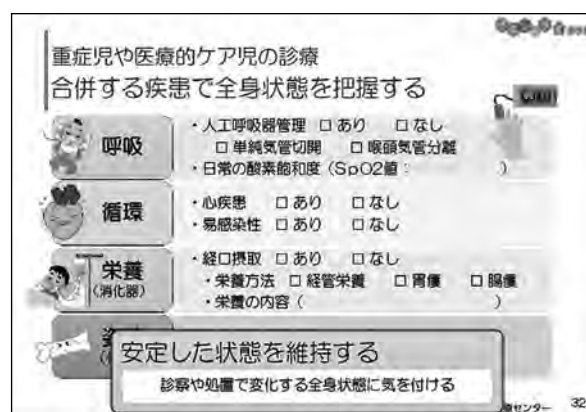 重症児や医療的ケア児の診療
合併する疾患で全身状態を把握する
呼吸
・人工呼吸器管理 □ あり □ なし
□ 単純気管切開 □ 喉頭気管分離
・日常の酸素飽和度(SpO2値: )
循環
・心疾患 □ あり □ なし
・易感染性 □ あり □ なし
栄養
(消化器)
・経口摂取 □ あり □ なし
・栄養方法 □ 経管栄養 □ 胃瘻 □ 腸瘻
・栄養の内容( )
安定した状態を維持する
診察や処置で変化する全身状態に気を付ける
センター 32